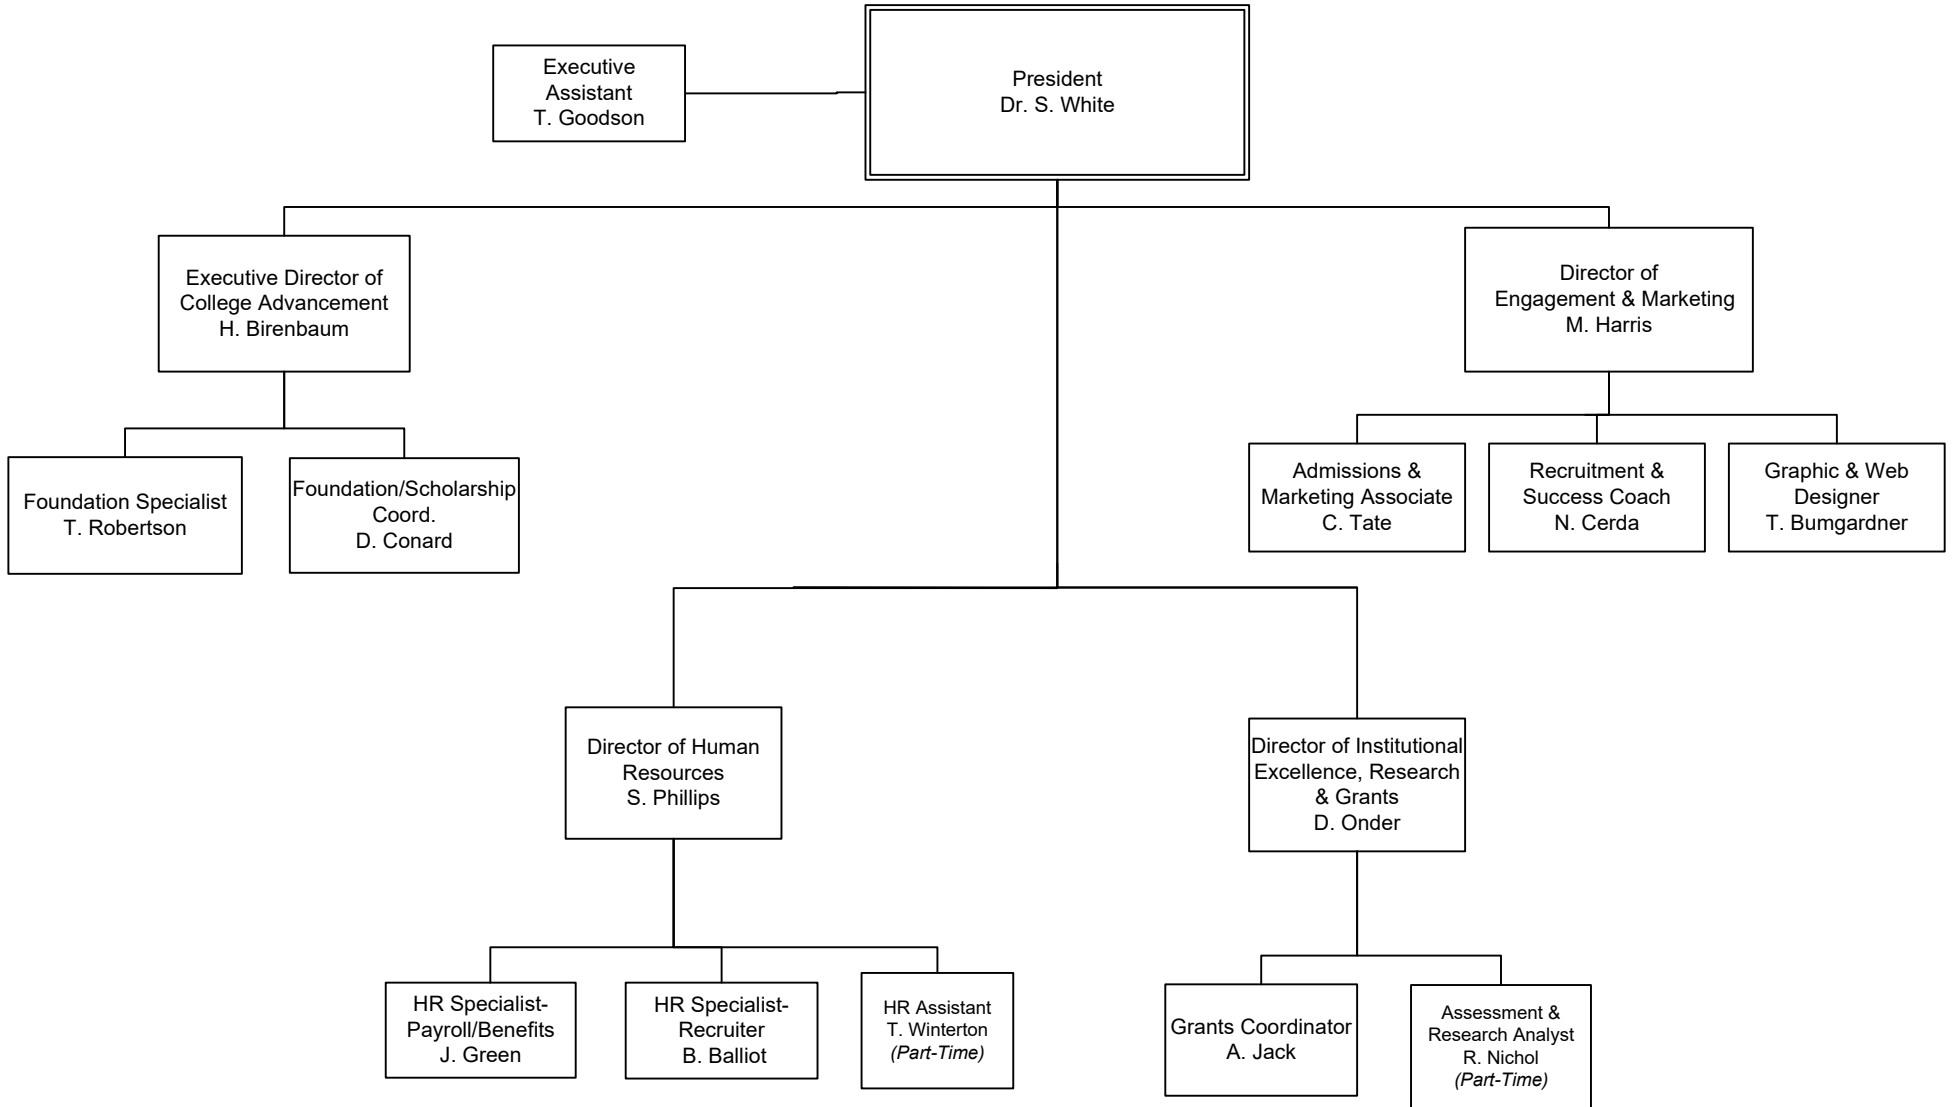 Executive
Assistant
T. Goodson
President
Dr. S. White
Executive Director of
College Advancement
H. Birenbaum
Director of
Engagement & Marketing
M. Harris
Foundation Specialist
T. Robertson
Foundation/Scholarship
Coord.
D. Conard
Admissions &
Marketing Associate
C. Tate
Recruitment &
Success Coach
N. Cerda
Graphic & Web
Designer
T. Bumgardner
Director of Human
Resources
S. Phillips
Director of Institutional
Excellence, Research
& Grants
D. Onder
HR Specialist-
Payroll/Benefits
J. Green
HR Specialist-
Recruiter
B. Balliot
HR Assistant
T. Winterton
(Part-Time)
Grants Coordinator
A. Jack
Assessment &
Research Analyst
R. Nichol
(Part-Time)